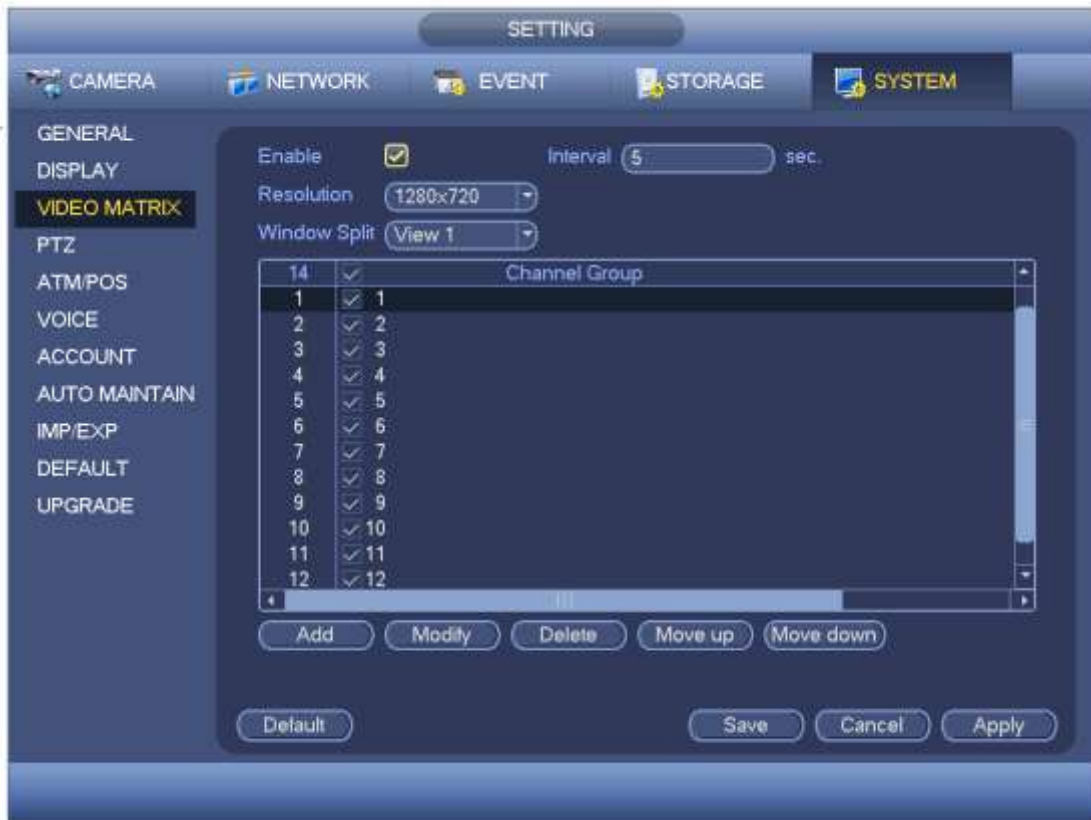 SETTING
CAMERA NETWORK EVENT STORAGE SYSTEM
GENERAL
DISPLAY
VIDEO MATRIX
PTZ
ATM/POS
VOICE
ACCOUNT
AUTO MAINTAIN
IMP/EXP
DEFAULT
UPGRADE
Enable Interval 5 sec.
Resolution 1280x720
Window Split View 1
14 Channel Group
1 1
2 2
3 3
4 4
5 5
6 6
7 7
8 8
9 9
10 10
11 11
12 12
Add Modify Delete Move up Move down
Default Save Cancel Apply